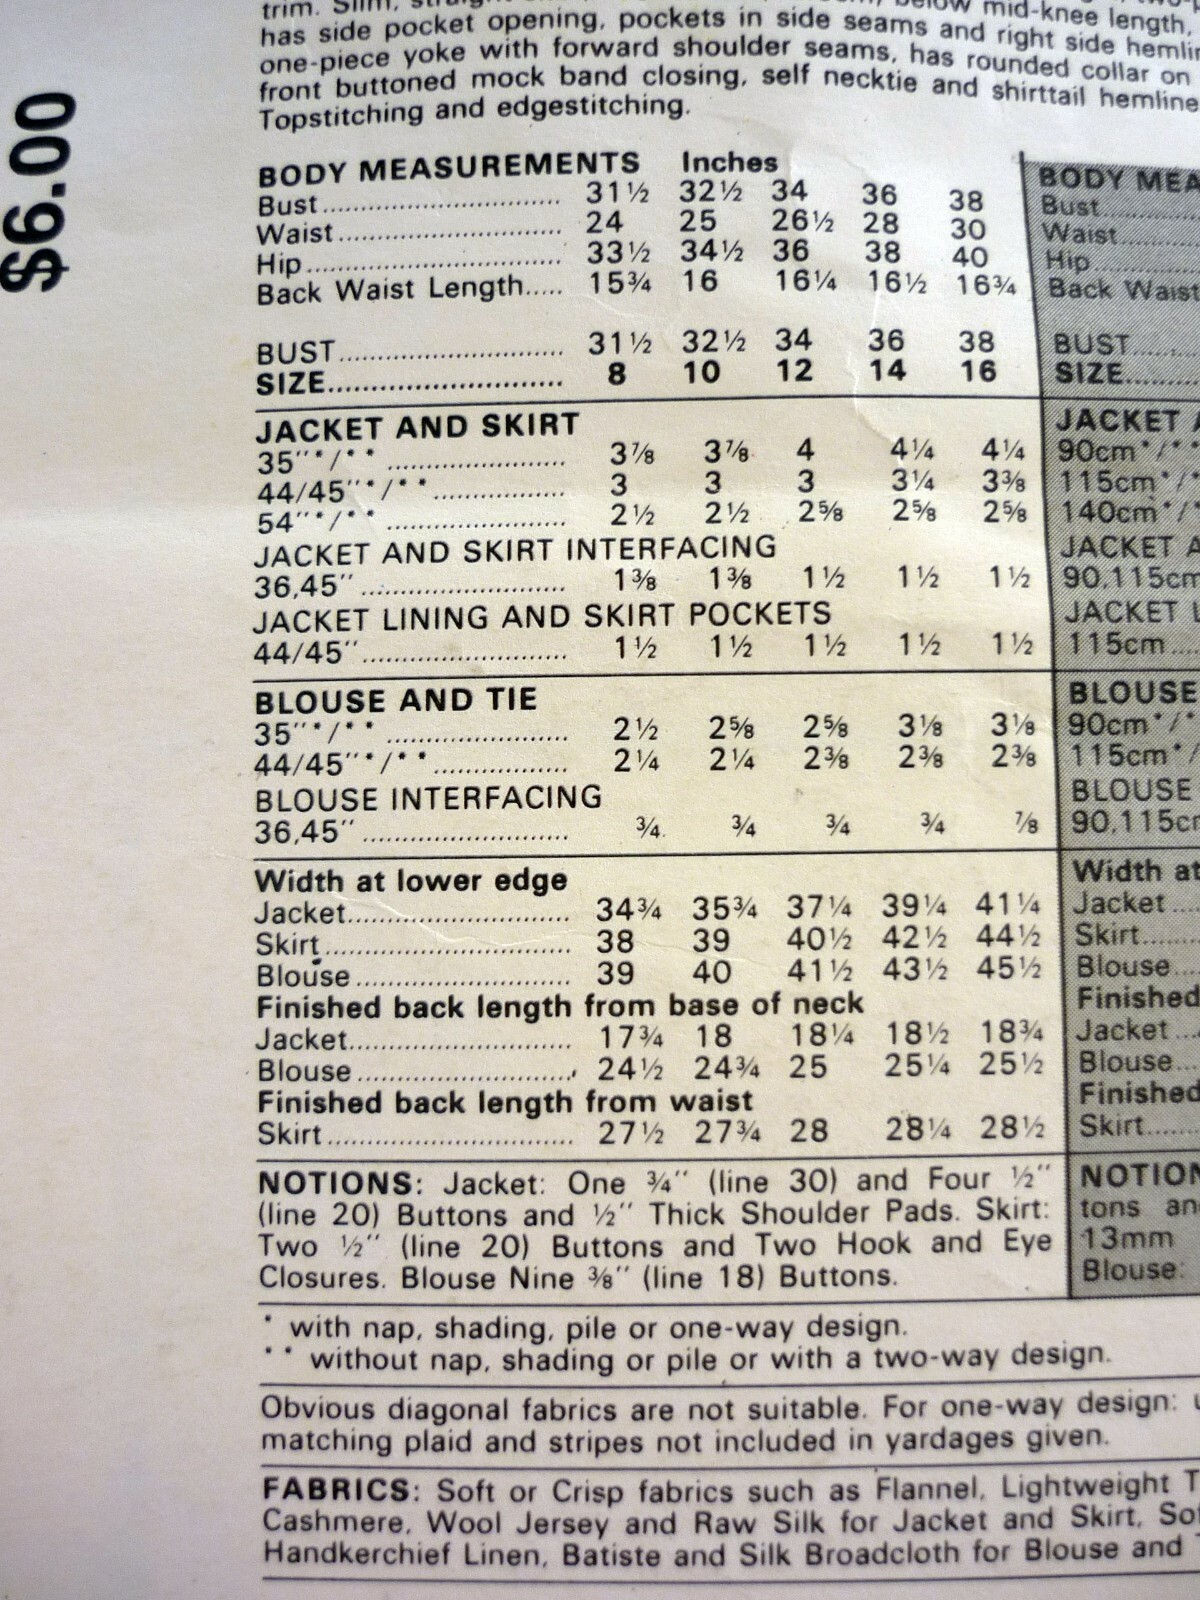 $6.00
trim. Slim,
has side pocket opening, pockets in side seams and right side
one-piece yoke with forward shoulder seams, has rounded collar on
front buttoned mock band closing, self necktie and shirttail hemline
Topstitching and edgestitching.
BODY MEASUREMENTS Inches
Bust 31½ 32½ 34 36 38
Waist 24 25 26½ 28 30
Hip 33½ 34½ 36 38 40
Back Waist Length 15¾ 16 16¼ 16½ 16¾
BUST 31½ 32½ 34 36 38
SIZE 8 10 12 14 16
JACKET AND SKIRT
35"*/** 3⅞ 3⅞ 4 4¼ 4¼
44/45"*/** 3 3 3 3¼ 3⅜
54"*/** 2½ 2½ 2⅝ 2⅝ 2⅝
JACKET AND SKIRT INTERFACING
36,45" 1⅜ 1⅜ 1½ 1½ 1½
JACKET LINING AND SKIRT POCKETS
44/45" 1½ 1½ 1½ 1½ 1½
BLOUSE AND TIE
35"*/** 2½ 2⅝ 2⅝ 3⅛ 3⅛
44/45"*/** 2¼ 2¼ 2⅜ 2⅜ 2⅜
BLOUSE INTERFACING
36,45" ¾ ¾ ¾ ¾ ⅞
Width at lower edge
Jacket 34¾ 35¾ 37¼ 39¼ 41¼
Skirt 38 39 40½ 42½ 44½
Blouse 39 40 41½ 43½ 45½
Finished back length from base of neck
Jacket 17¾ 18 18¼ 18½ 18¾
Blouse 24½ 24¾ 25 25¼ 25½
Finished back length from waist
Skirt 27½ 27¾ 28 28¼ 28½
NOTIONS: Jacket: One ¾" (line 30) and Four ½"
(line 20) Buttons and ½" Thick Shoulder Pads. Skirt:
Two ½" (line 20) Buttons and Two Hook and Eye
Closures. Blouse Nine ⅜" (line 18) Buttons.
BODY MEA
Bust
Waist
Hip
Back Waist
BUST
SIZE
JACKET A
90cm*/*
115cm*/*
140cm*/*
JACKET A
90,115cm
JACKET L
115cm
BLOUSE
90cm*/*
115cm*/
BLOUSE
90,115cm
Width at
Jacket
Skirt
Blouse
Finished
Jacket
Blouse
Finished
Skirt
NOTION
tons an
13mm
Blouse:
* with nap, shading, pile or one-way design.
** without nap, shading or pile or with a two-way design.
Obvious diagonal fabrics are not suitable. For one-way design:
matching plaid and stripes not included in yardages given.
FABRICS: Soft or Crisp fabrics such as Flannel, Lightweight T
Cashmere, Wool Jersey and Raw Silk for Jacket and Skirt. So
Handkerchief Linen, Batiste and Silk Broadcloth for Blouse and